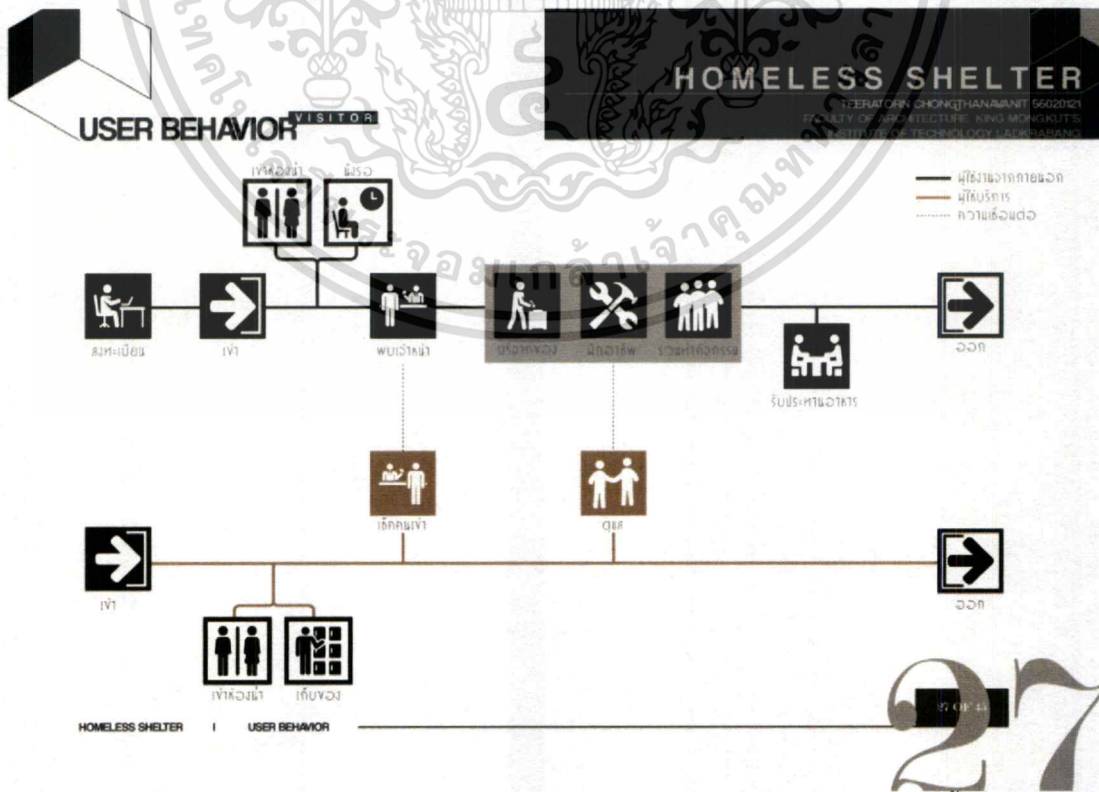 HOMELESS SHELTER
TEERATORN CHONGTHANAVANIT 56020121
FACULTY OF ARCHITECTURE KING MONGKUT'S
INSTITUTE OF TECHNOLOGY LADKRABANG
USER BEHAVIOR VISITOR
ผู้ใช้งานจากภายนอก
ผู้ให้บริการ
ความเชื่อมต่อ
เข้าห้องน้ำ นั่งรอ
ลงทะเบียน เข้า พบเจ้าหน้า บริจาคของ ฝึกอาชีพ ร่วมทำกิจกรรม ออก
รับประทานอาหาร
เช็กคนเข้า ดูแล
เข้า ออก
เข้าห้องน้ำ เก็บของ
HOMELESS SHELTER | USER BEHAVIOR
27 OF 45
27